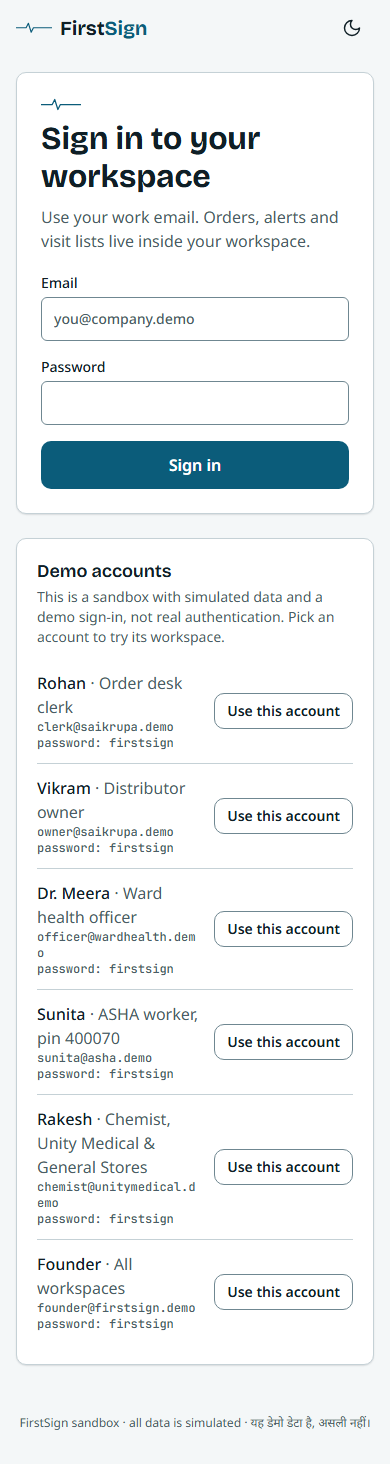 FirstSign
Sign in to your
workspace
Use your work email. Orders, alerts and
visit lists live inside your workspace.
Email
you@company.demo
Password
Sign in
Demo accounts
This is a sandbox with simulated data and a
demo sign-in, not real authentication. Pick an
account to try its workspace.
Rohan · Order desk
clerk
clerk@saikrupa.demo
password: firstsign
Use this account
Vikram · Distributor
owner
owner@saikrupa.demo
password: firstsign
Use this account
Dr. Meera · Ward
health officer
officer@wardhealth.dem
o
password: firstsign
Use this account
Sunita · ASHA worker,
pin 400070
sunita@asha.demo
password: firstsign
Use this account
Rakesh · Chemist,
Unity Medical &
General Stores
chemist@unitymedical.d
emo
password: firstsign
Use this account
Founder · All
workspaces
founder@firstsign.demo
password: firstsign
Use this account
FirstSign sandbox · all data is simulated · यह डेमो डेटा है, असली नहीं।